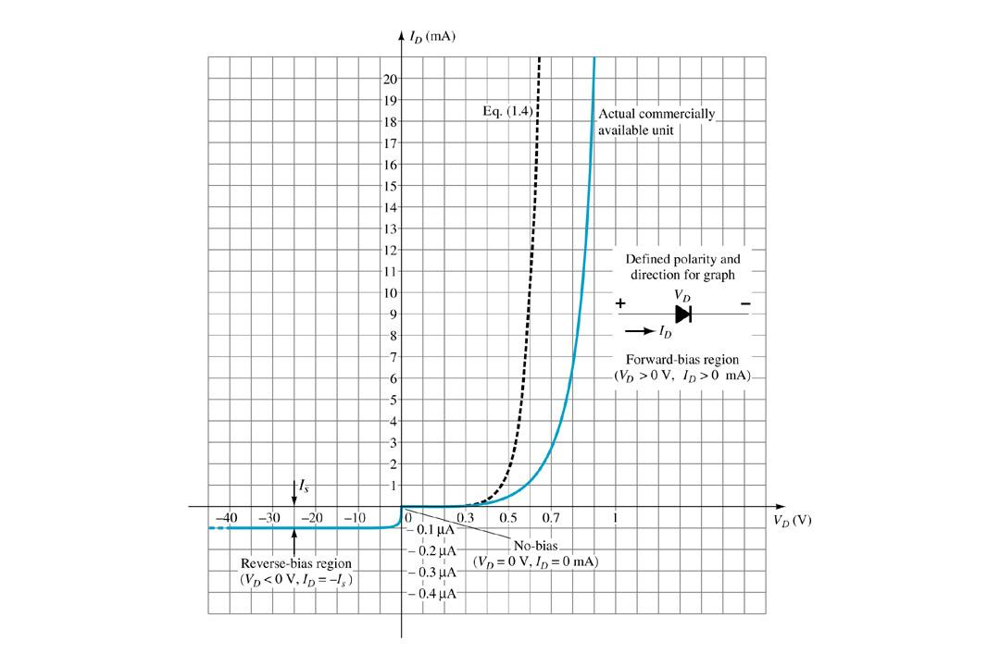 I_D (mA)
20
19
Eq. (1.4)
18
Actual commercially
available unit
17
16
15
14
13
12
Defined polarity and
direction for graph
11
10
V_D
+ −
9
I_D
8
7
Forward-bias region
(V_D > 0 V, I_D > 0 mA)
6
5
4
3
2
1
I_s
−40 −30 −20 −10 0 0.3 0.5 0.7 1 V_D (V)
− 0.1 μA
− 0.2 μA
No-bias
(V_D = 0 V, I_D = 0 mA)
Reverse-bias region
(V_D < 0 V, I_D = −I_s)
− 0.3 μA
− 0.4 μA